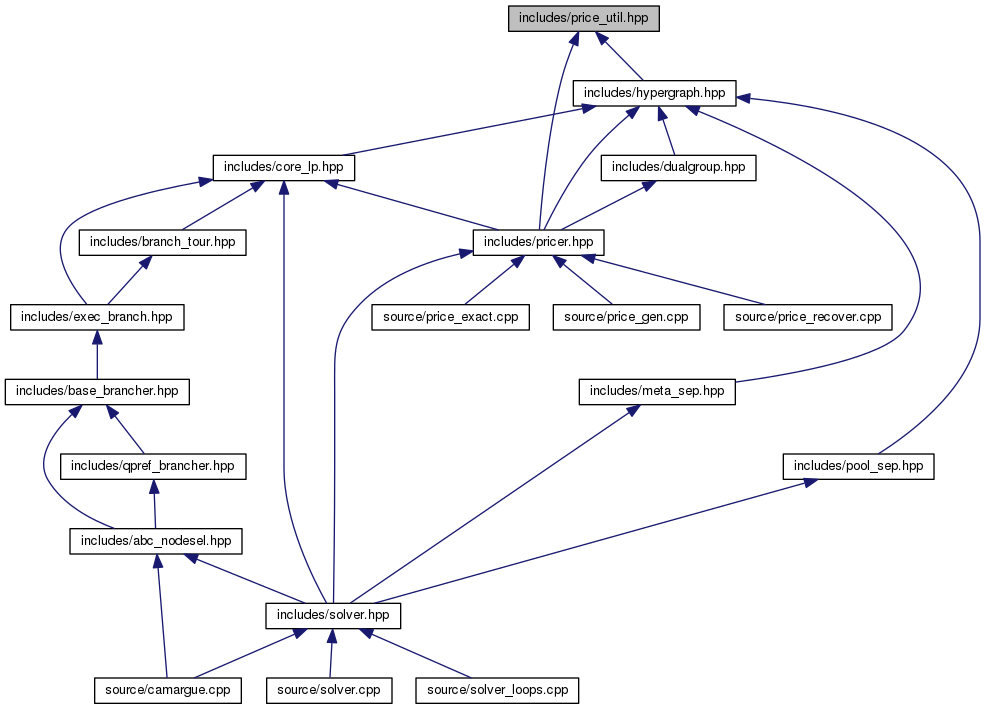 includes/price_util.hpp
includes/hypergraph.hpp
includes/core_lp.hpp
includes/dualgroup.hpp
includes/branch_tour.hpp
includes/pricer.hpp
includes/exec_branch.hpp
source/price_exact.cpp
source/price_gen.cpp
source/price_recover.cpp
includes/base_brancher.hpp
includes/meta_sep.hpp
includes/qpref_brancher.hpp
includes/pool_sep.hpp
includes/abc_nodesel.hpp
includes/solver.hpp
source/camargue.cpp
source/solver.cpp
source/solver_loops.cpp